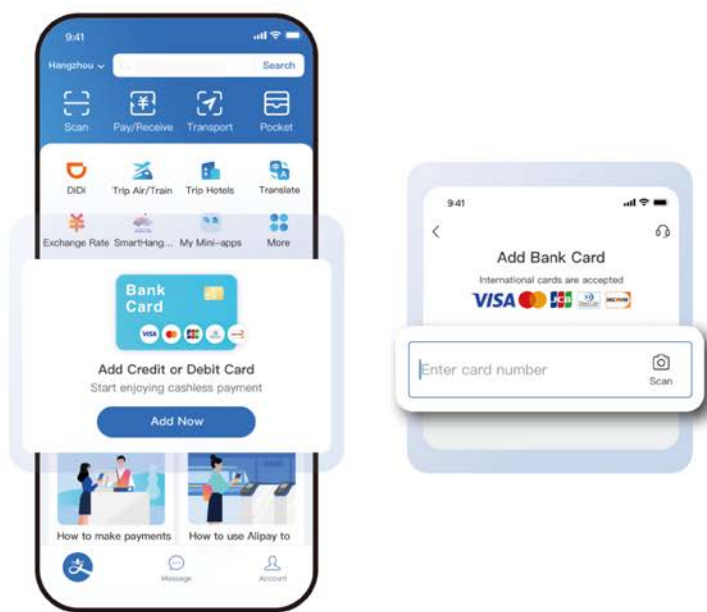 9:41
Hangzhou
Search
Scan
Pay/Receive
Transport
Pocket
DiDi
Trip Air/Train
Trip Hotels
Translate
Exchange Rate
SmartHang...
My Mini-apps
More
Bank
Card
VISA
JCB
Add Credit or Debit Card
Start enjoying cashless payment
Add Now
How to make payments
How to use Alipay to
支
Message
Account
9:41
Add Bank Card
International cards are accepted
VISA
JCB
DISCOVER
Enter card number
Scan